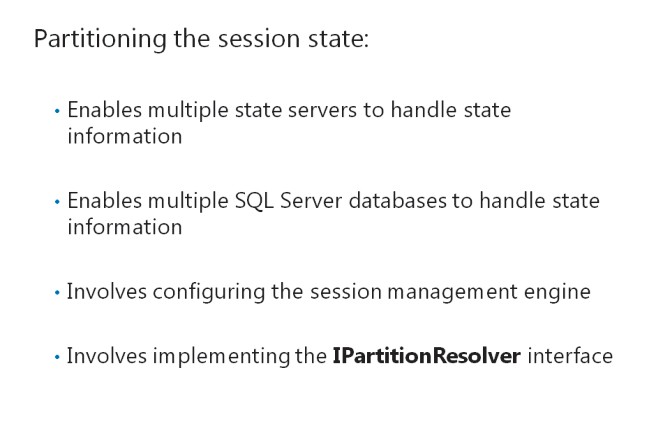 Partitioning the session state:
• Enables multiple state servers to handle state
information
• Enables multiple SQL Server databases to handle state
information
• Involves configuring the session management engine
• Involves implementing the IPartitionResolver interface